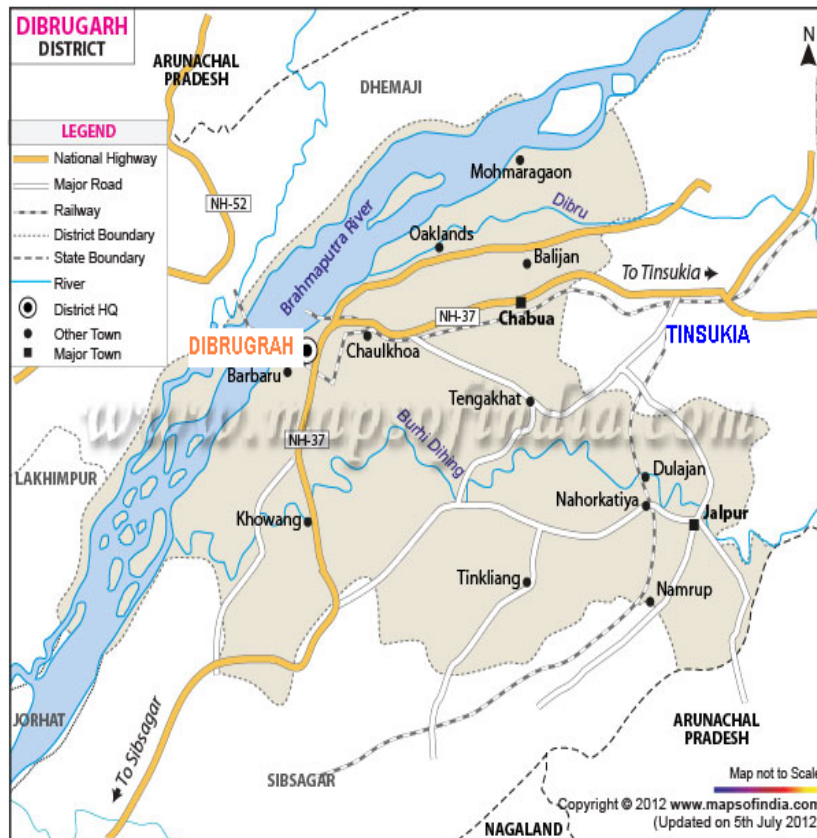 DIBRUGARH
DISTRICT
ARUNACHAL
PRADESH
DHEMAJI
N
LEGEND
National Highway
Major Road
Railway
District Boundary
State Boundary
River
District HQ
Other Town
Major Town
NH-52
Mohmaragaon
Dibru
Brahmaputra River
Oaklands
Balijan
To Tinsukia
NH-37
Chabua
DIBRUGRAH
Chaulkhoa
TINSUKIA
Barbaru
Tengakhat
www.mapsofindia.com
NH-37
Burhi Dihing
LAKHIMPUR
Dulajan
Nahorkatiya
Khowang
Jalpur
Tinkliang
Namrup
JORHAT
To Sibsagar
ARUNACHAL
PRADESH
SIBSAGAR
Map not to Scale
Copyright © 2012 www.mapsofindia.com
(Updated on 5th July 2012
NAGALAND